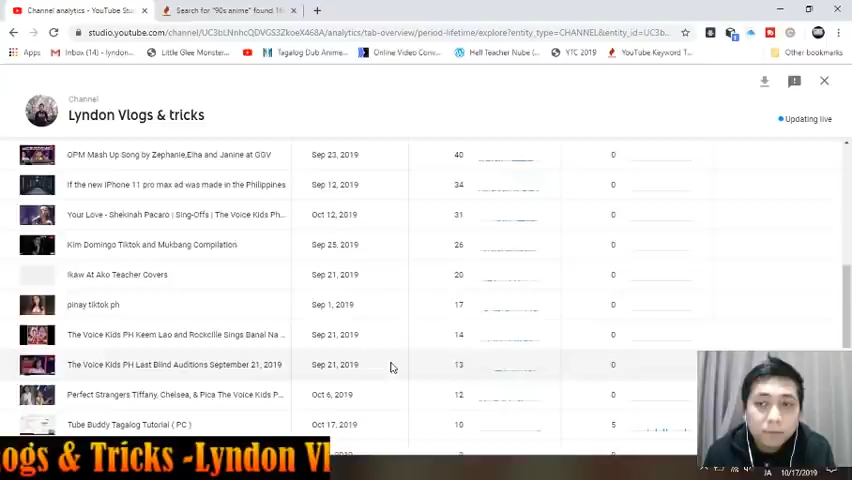 Channel analytics - YouTube Stu
Search for "90s anime" found 16
studio.youtube.com/channel/UC3bLNnhcQDVGS3ZkoeX468A/analytics/tab-overview/period-lifetime/explore?entity_type=CHANNEL&entity_id=UC3b
Apps
Inbox (14) - lyndon...
Little Glee Monster...
Tagalog Dub Anime...
Online Video Conv...
Hell Teacher Nube (...
YTC 2019
YouTube Keyword T...
Other bookmarks
Channel
Lyndon Vlogs & tricks
Updating live
OPM Mash Up Song by Zephanie,Elha and Janine at GGV Sep 23, 2019 40 0
If the new iPhone 11 pro max ad was made in the Philippines Sep 12, 2019 34 0
Your Love - Shekinah Pacaro | Sing-Offs | The Voice Kids Ph... Oct 12, 2019 31 0
Kim Domingo Tiktok and Mukbang Compilation Sep 25, 2019 26 0
Ikaw At Ako Teacher Covers Sep 21, 2019 20 0
pinay tiktok ph Sep 1, 2019 17 0
The Voice Kids PH Keem Lao and Rockcille Sings Banal Na ... Sep 21, 2019 14 0
The Voice Kids PH Last Blind Auditions September 21, 2019 Sep 21, 2019 13 0
Perfect Strangers Tiffany, Chelsea, & Pica The Voice Kids P... Oct 6, 2019 12
Tube Buddy Tagalog Tutorial ( PC ) Oct 17, 2019 10 5
logs & Tricks -Lyndon Vl
JA 10/17/2019